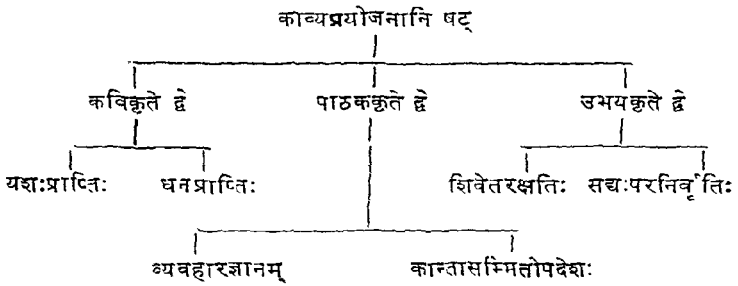 काव्यप्रयोजनानि षट्
कविकृते द्वे पाठककृते द्वे उभयकृते द्वे
यशःप्राप्तिः धनप्राप्तिः शिवेतरक्षतिः सद्यःपरनिर्वृतिः
व्यवहारज्ञानम् कान्तासम्मितोपदेशः